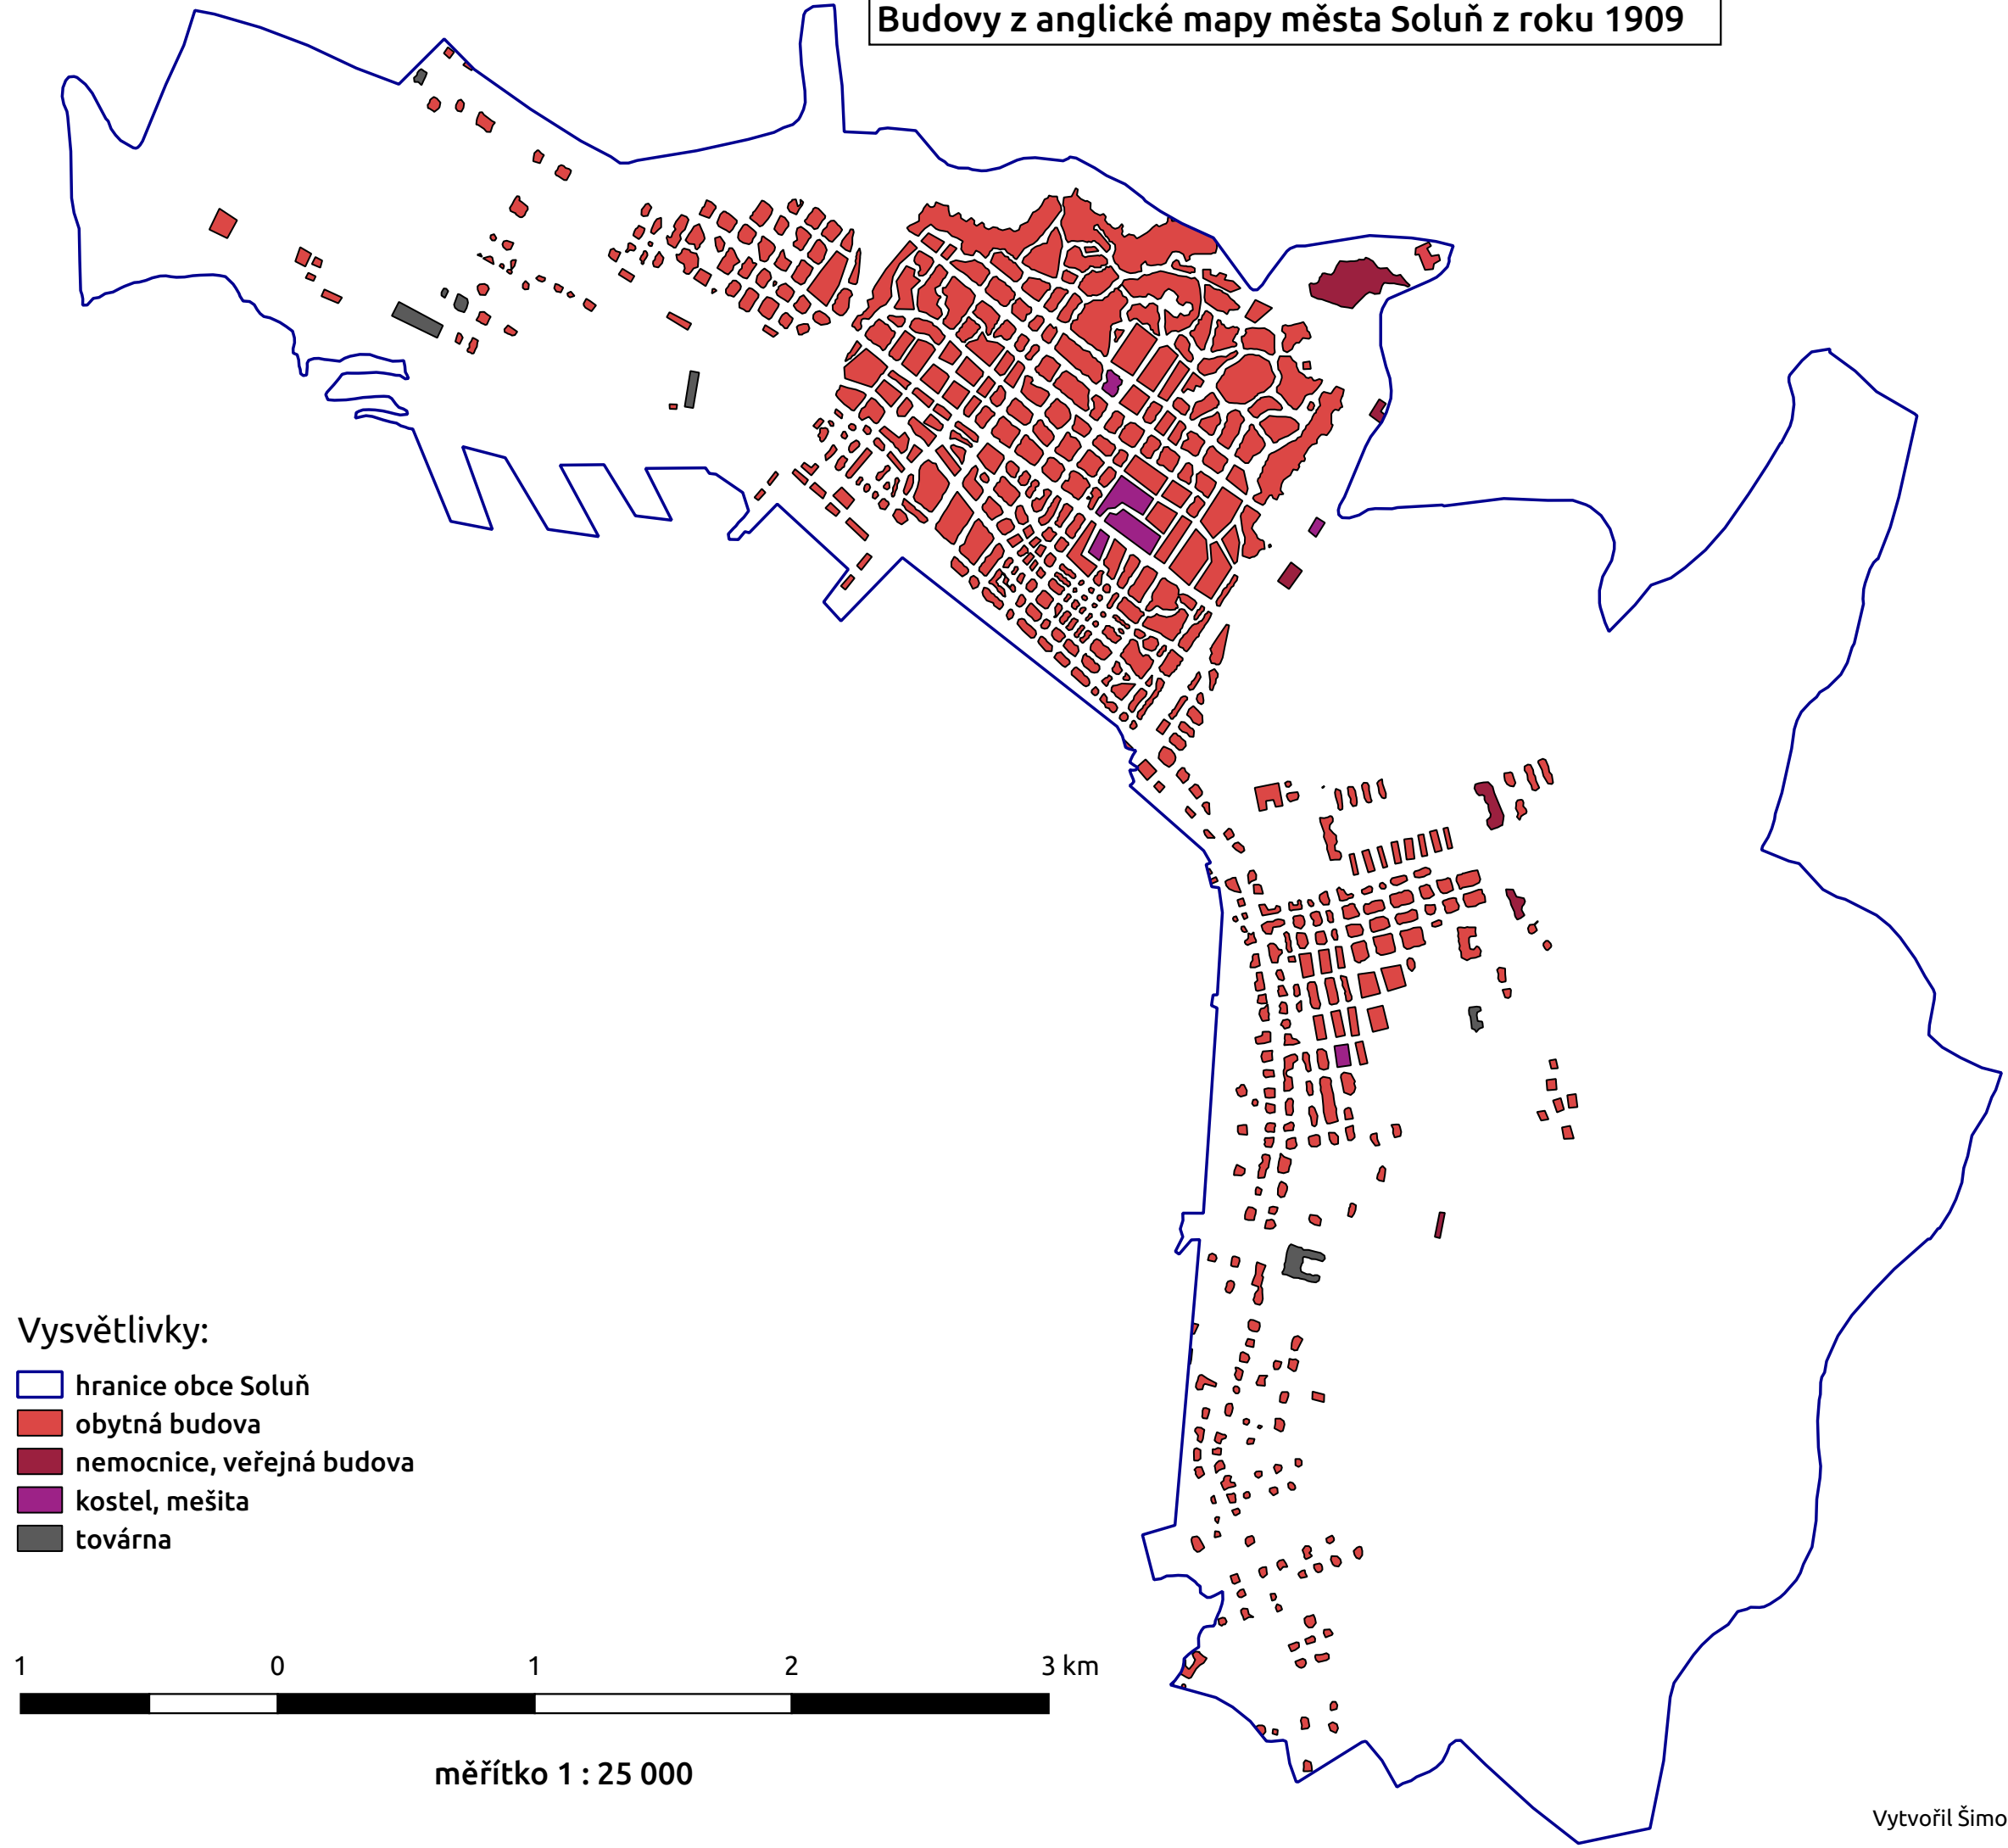 Budovy z anglické mapy města Soluň z roku 1909
Vysvětlivky:
hranice obce Soluň
obytná budova
nemocnice, veřejná budova
kostel, mešita
továrna
1 0 1 2 3 km
měřítko 1 : 25 000
Vytvořil Šimo